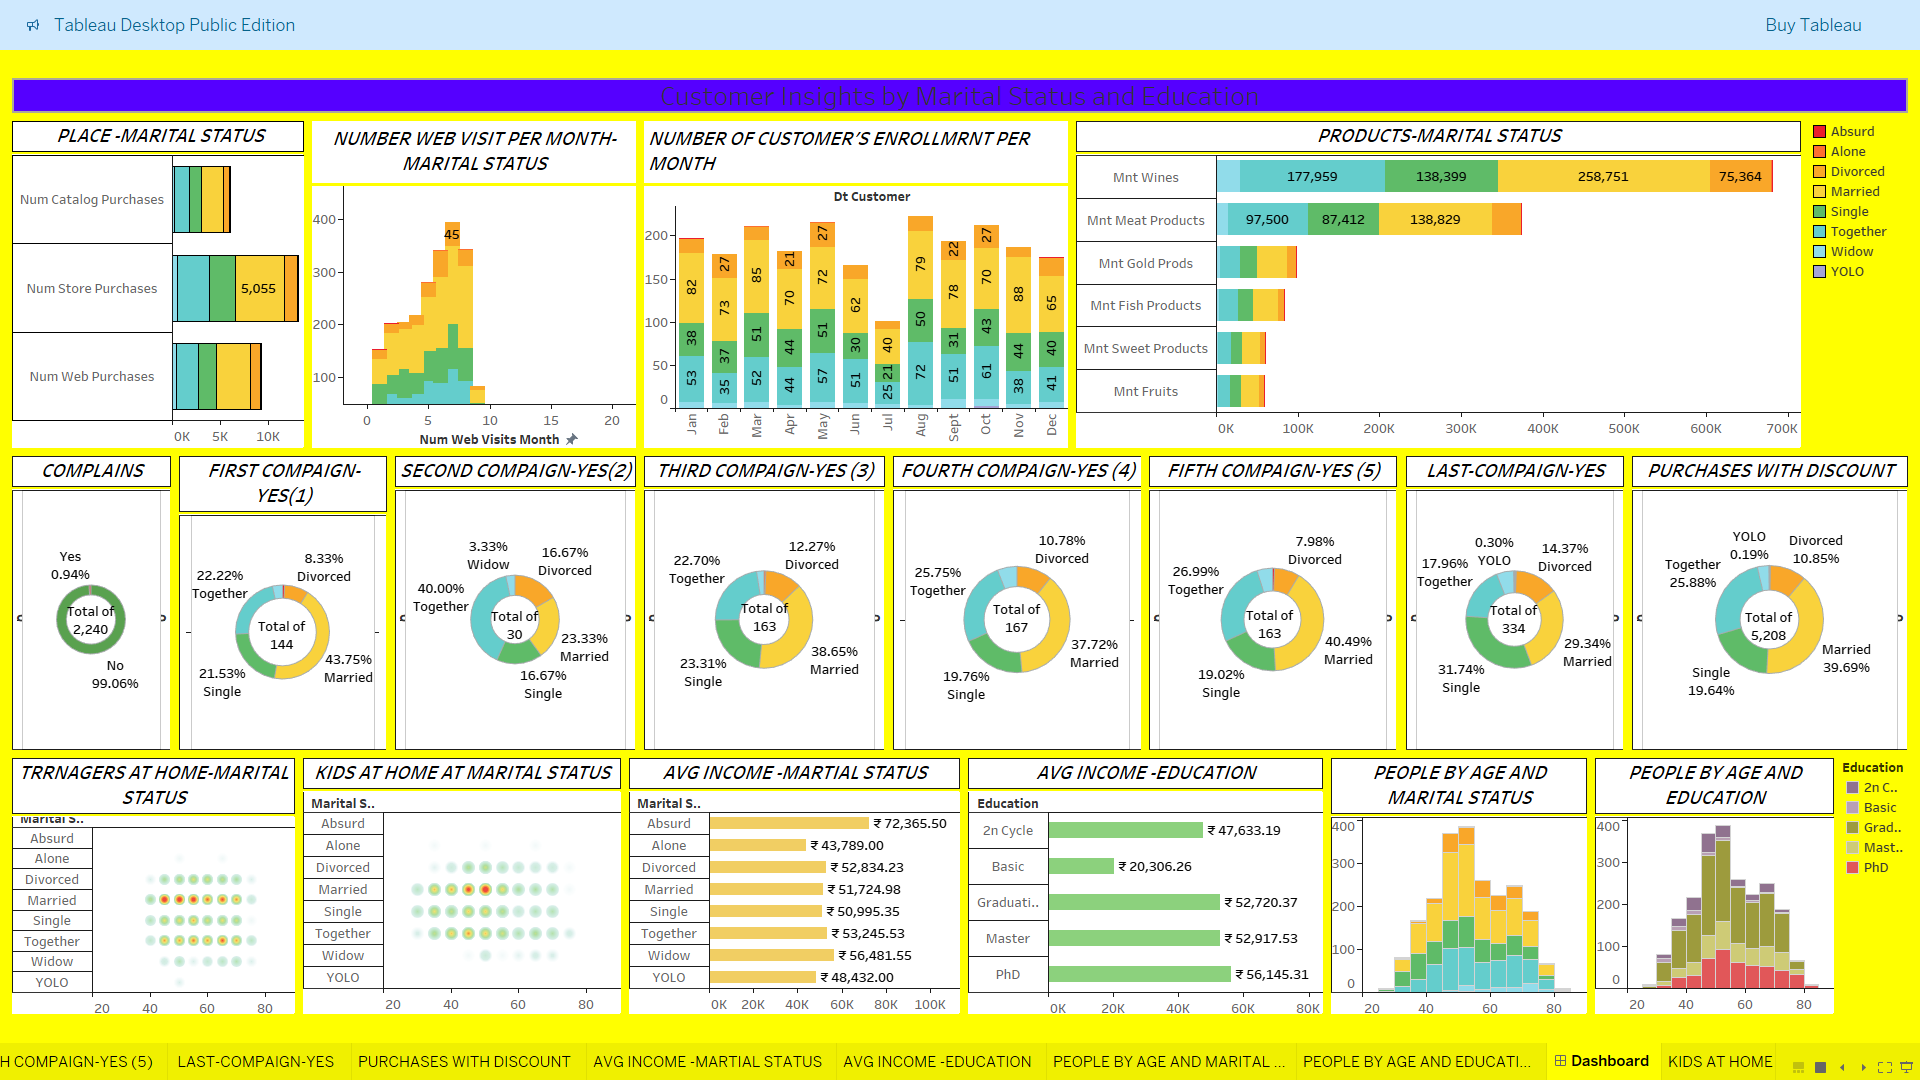 Tableau Desktop Public Edition
Buy Tableau
Customer Insights by Marital Status and Education
PLACE -MARITAL STATUS
Num Catalog Purchases
Num Store Purchases
5,055
Num Web Purchases
0K 5K 10K
NUMBER WEB VISIT PER MONTH-
MARITAL STATUS
400
300
200
100
45
0 5 10 15 20
Num Web Visits Month
NUMBER OF CUSTOMER'S ENROLLMRNT PER
MONTH
Dt Customer
200
150
100
50
0
82 38 53
27 73 37 35
85 51 52
21 70 44 44
27 72 51 57
62 30 51
40 21 25
79 50 72
22 78 31 51
27 70 43 61
88 44 38
65 40 41
Jan Feb Mar Apr May Jun Jul Aug Sept Oct Nov Dec
PRODUCTS-MARITAL STATUS
Mnt Wines 177,959 138,399 258,751 75,364
Mnt Meat Products 97,500 87,412 138,829
Mnt Gold Prods
Mnt Fish Products
Mnt Sweet Products
Mnt Fruits
0K 100K 200K 300K 400K 500K 600K 700K
Absurd
Alone
Divorced
Married
Single
Together
Widow
YOLO
COMPLAINS
Yes
0.94%
Total of
2,240
No
99.06%
FIRST COMPAIGN-
YES(1)
8.33%
Divorced
22.22%
Together
Total of
144
43.75%
Married
21.53%
Single
SECOND COMPAIGN-YES(2)
3.33%
Widow
16.67%
Divorced
40.00%
Together
Total of
30
23.33%
Married
16.67%
Single
THIRD COMPAIGN-YES (3)
12.27%
Divorced
22.70%
Together
Total of
163
38.65%
Married
23.31%
Single
FOURTH COMPAIGN-YES (4)
10.78%
Divorced
25.75%
Together
Total of
167
37.72%
Married
19.76%
Single
FIFTH COMPAIGN-YES (5)
7.98%
Divorced
26.99%
Together
Total of
163
40.49%
Married
19.02%
Single
LAST-COMPAIGN-YES
0.30%
YOLO
14.37%
Divorced
17.96%
Together
Total of
334
29.34%
Married
31.74%
Single
PURCHASES WITH DISCOUNT
YOLO
0.19%
Divorced
10.85%
Together
25.88%
Total of
5,208
Married
39.69%
Single
19.64%
TRRNAGERS AT HOME-MARITAL
STATUS
Marital S..
Absurd
Alone
Divorced
Married
Single
Together
Widow
YOLO
20 40 60 80
KIDS AT HOME AT MARITAL STATUS
Marital S..
Absurd
Alone
Divorced
Married
Single
Together
Widow
YOLO
20 40 60 80
AVG INCOME -MARTIAL STATUS
Marital S..
Absurd ₹ 72,365.50
Alone ₹ 43,789.00
Divorced ₹ 52,834.23
Married ₹ 51,724.98
Single ₹ 50,995.35
Together ₹ 53,245.53
Widow ₹ 56,481.55
YOLO ₹ 48,432.00
0K 20K 40K 60K 80K 100K
AVG INCOME -EDUCATION
Education
2n Cycle ₹ 47,633.19
Basic ₹ 20,306.26
Graduati.. ₹ 52,720.37
Master ₹ 52,917.53
PhD ₹ 56,145.31
0K 20K 40K 60K 80K
PEOPLE BY AGE AND
MARITAL STATUS
400
300
200
100
0
20 40 60 80
PEOPLE BY AGE AND
EDUCATION
400
300
200
100
0
20 40 60 80
Education
2n C..
Basic
Grad..
Mast..
PhD
H COMPAIGN-YES (5) LAST-COMPAIGN-YES PURCHASES WITH DISCOUNT AVG INCOME -MARTIAL STATUS AVG INCOME -EDUCATION PEOPLE BY AGE AND MARITAL ... PEOPLE BY AGE AND EDUCATI... Dashboard KIDS AT HOME